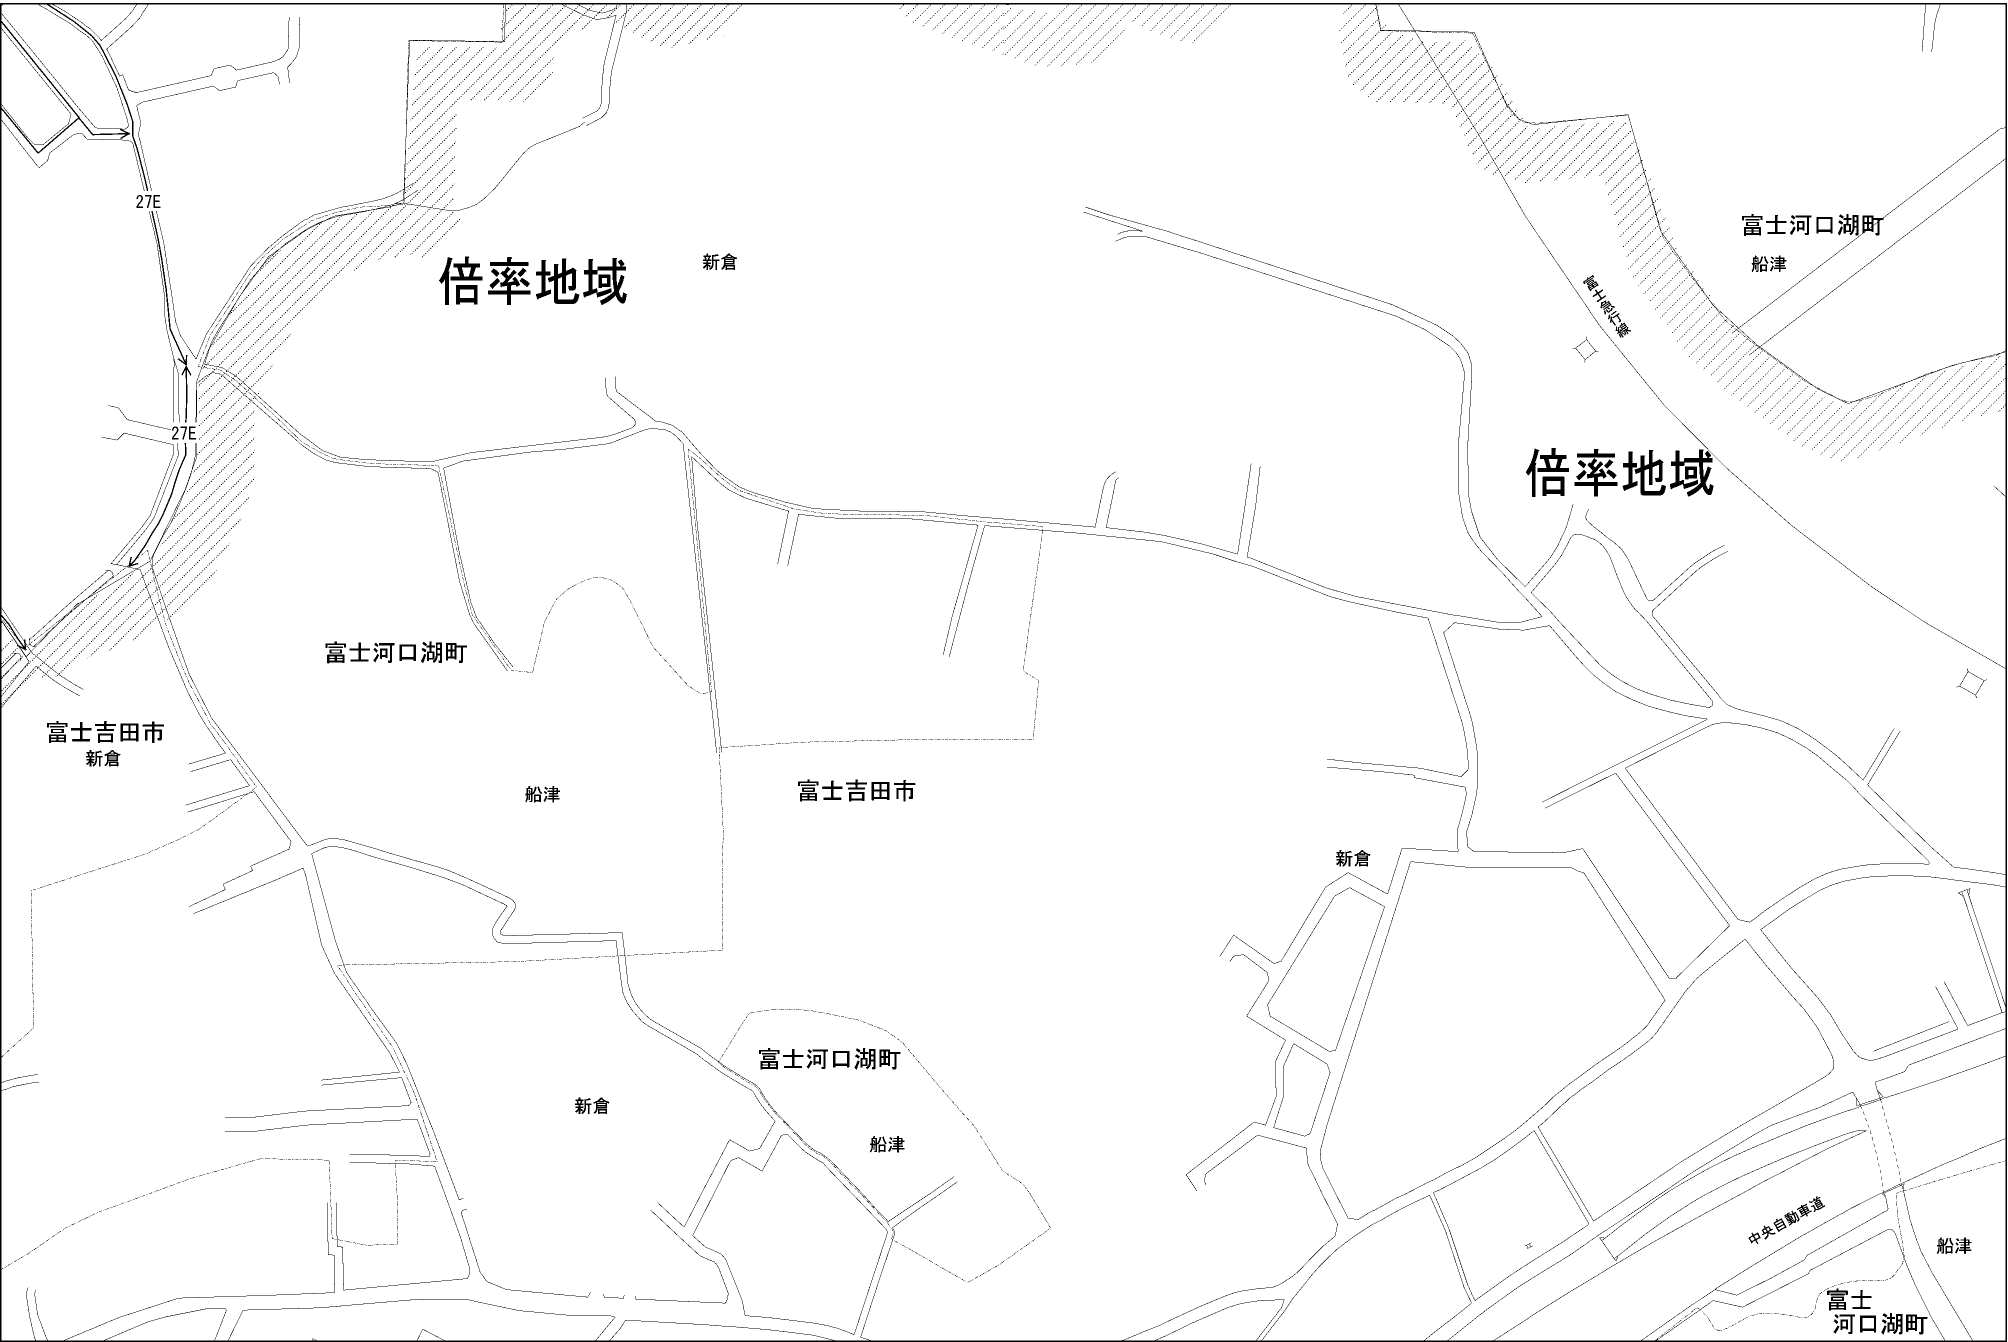 27E
富士河口湖町
船津
倍率地域
新倉
富士急行線
27E
倍率地域
富士河口湖町
富士吉田市
新倉
船津
富士吉田市
新倉
富士河口湖町
新倉
船津
中央自動車道
船津
富士
河口湖町